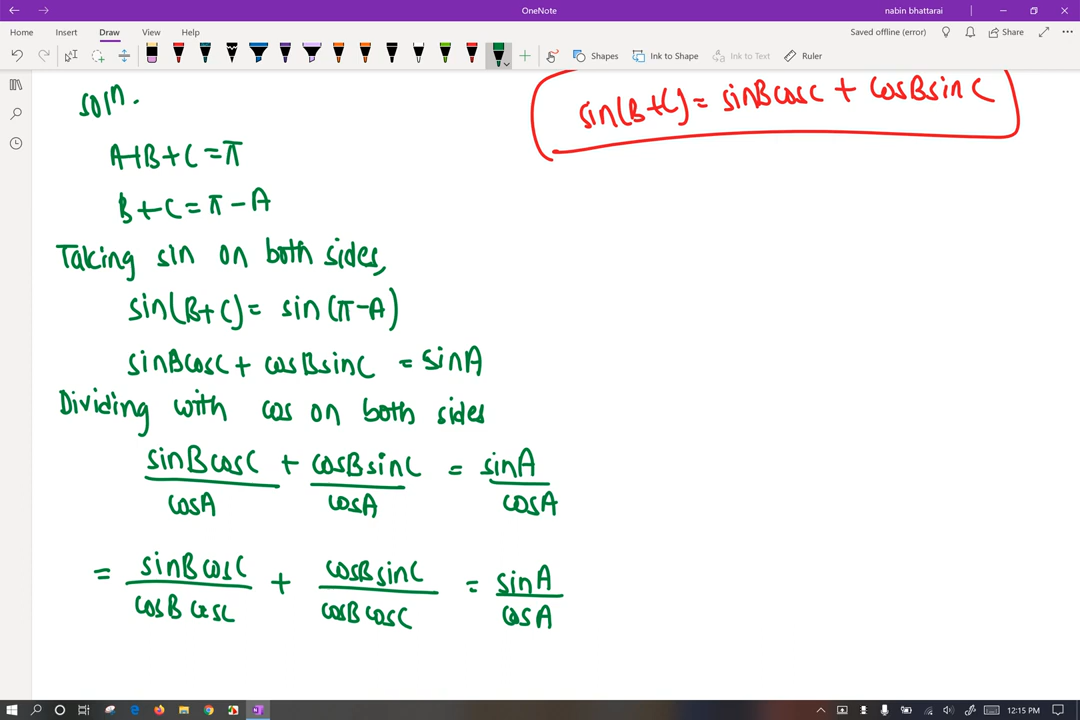 OneNote
nabin bhattarai
Home Insert Draw View Help
Saved offline (error)
Share
Shapes
Ink to Shape
Ink to Text
Ruler
sin(B+C) = sinBcosC + cosBsinC
soln.
A+B+C = π
B+C = π - A
Taking sin on both sides,
sin(B+C) = sin(π-A)
sinBcosC + cosBsinC = sinA
Dividing with cos on both sides
sinBcosC/cosA + cosBsinC/cosA = sinA/cosA
= sinBcosC/cosBcosC + cosBsinC/cosBcosC = sinA/cosA
12:15 PM